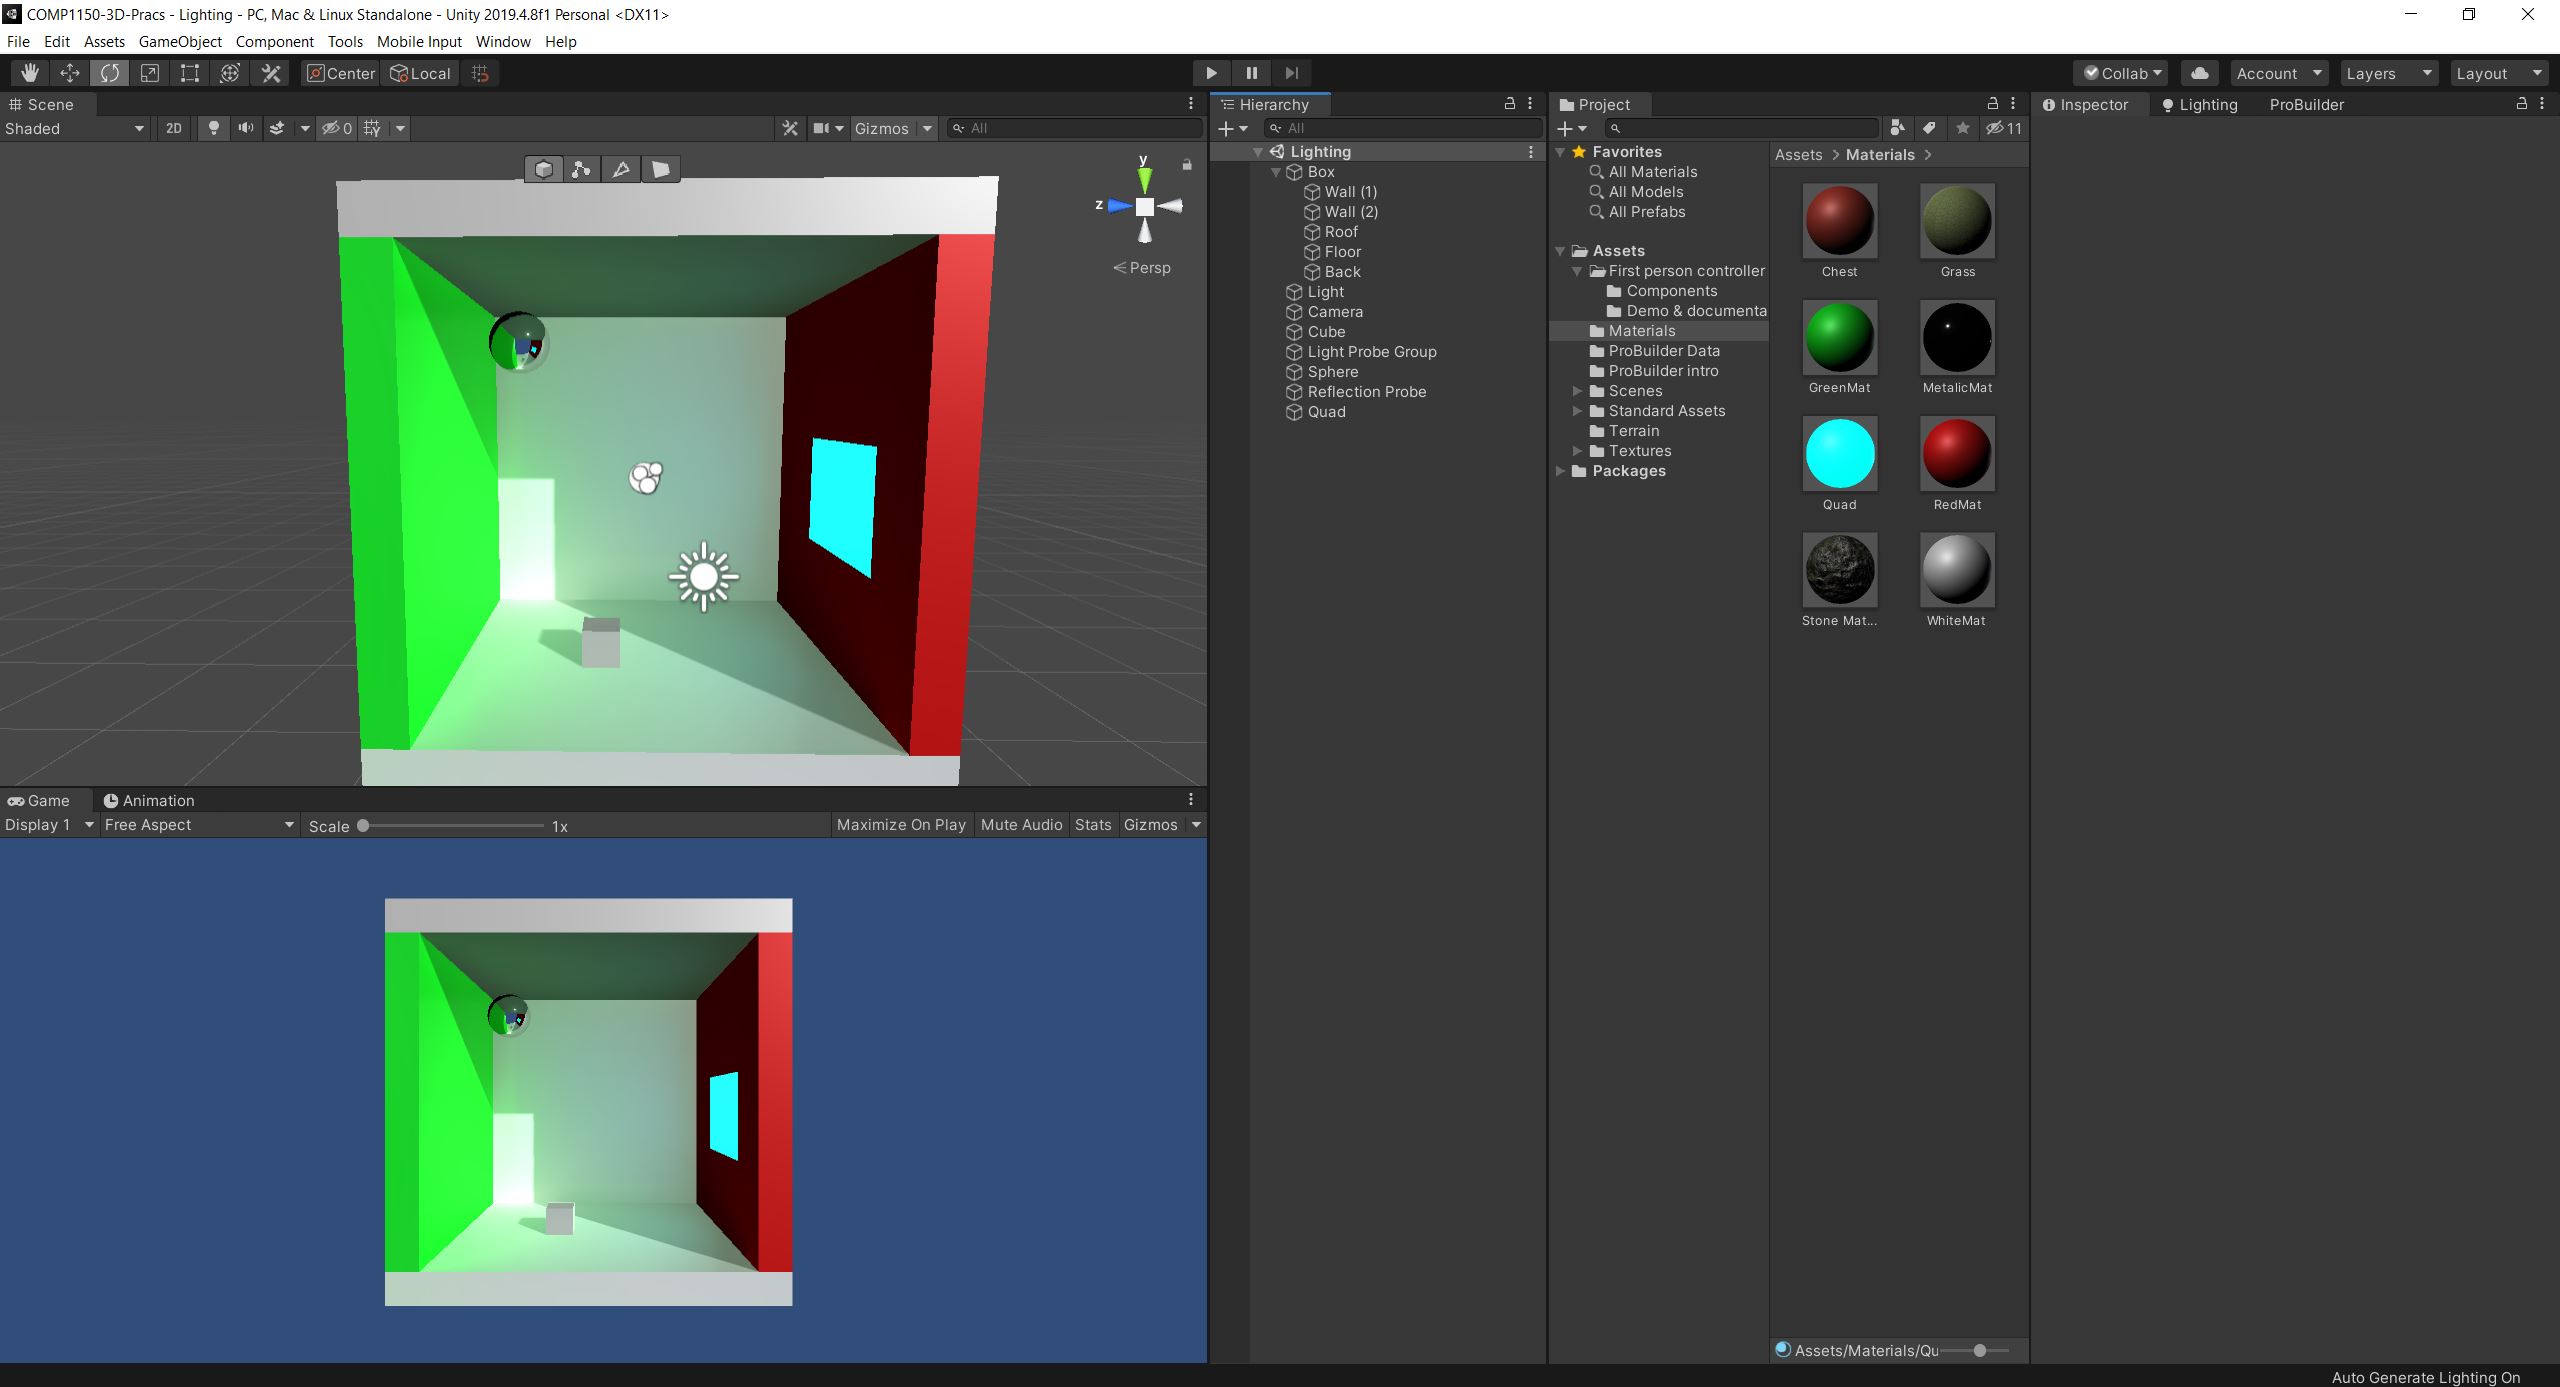 COMP1150-3D-Pracs - Lighting - PC, Mac & Linux Standalone - Unity 2019.4.8f1 Personal <DX11>
File Edit Assets GameObject Component Tools Mobile Input Window Help
Center Local Collab Account Layers Layout
Scene
Shaded 2D 0 Gizmos All
y
z
Persp
Game Animation
Display 1 Free Aspect Scale 1x Maximize On Play Mute Audio Stats Gizmos
Hierarchy
All
Lighting
Box
Wall (1)
Wall (2)
Roof
Floor
Back
Light
Camera
Cube
Light Probe Group
Sphere
Reflection Probe
Quad
Project
11
Favorites
All Materials
All Models
All Prefabs
Assets
First person controller
Components
Demo & documenta
Materials
ProBuilder Data
ProBuilder intro
Scenes
Standard Assets
Terrain
Textures
Packages
Assets > Materials >
Chest Grass
GreenMat MetalicMat
Quad RedMat
Stone Mat... WhiteMat
Assets/Materials/Qu
Inspector Lighting ProBuilder
Auto Generate Lighting On